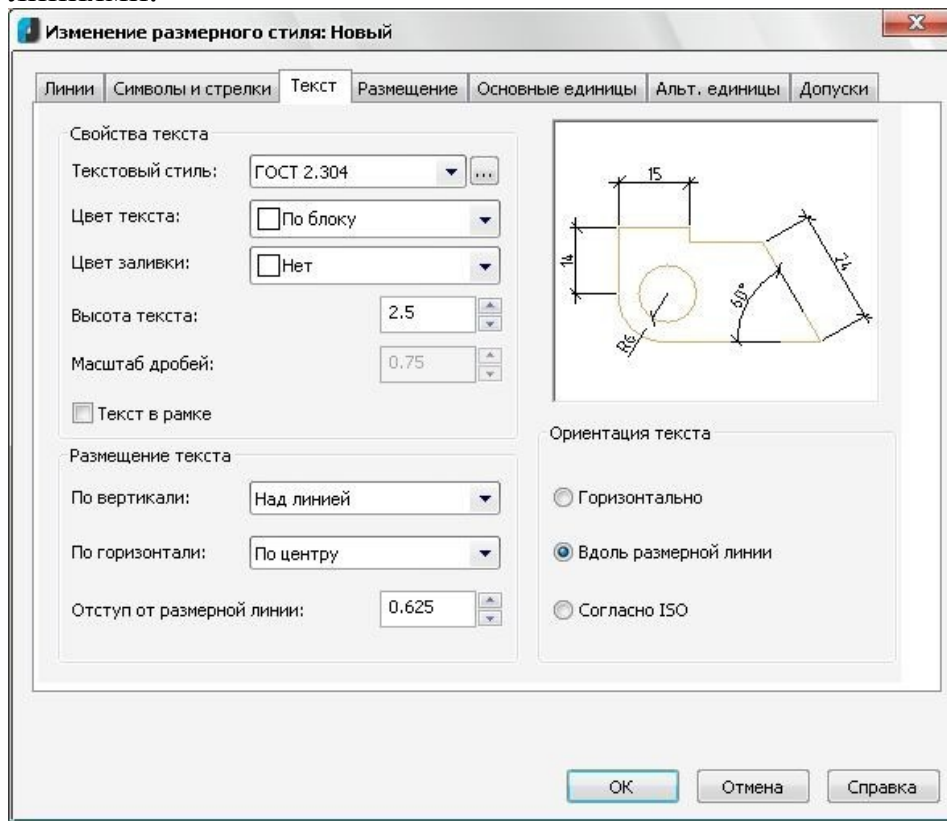 линиями.
Изменение размерного стиля: Новый
Линии Символы и стрелки Текст Размещение Основные единицы Альт. единицы Допуски
Свойства текста
Текстовый стиль: ГОСТ 2.304 ...
Цвет текста: По блоку
Цвет заливки: Нет
Высота текста: 2.5
Масштаб дробей: 0.75
Текст в рамке
15
14
24
60°
R6
Размещение текста
По вертикали: Над линией
По горизонтали: По центру
Отступ от размерной линии: 0.625
Ориентация текста
Горизонтально
Вдоль размерной линии
Согласно ISO
ОК Отмена Справка